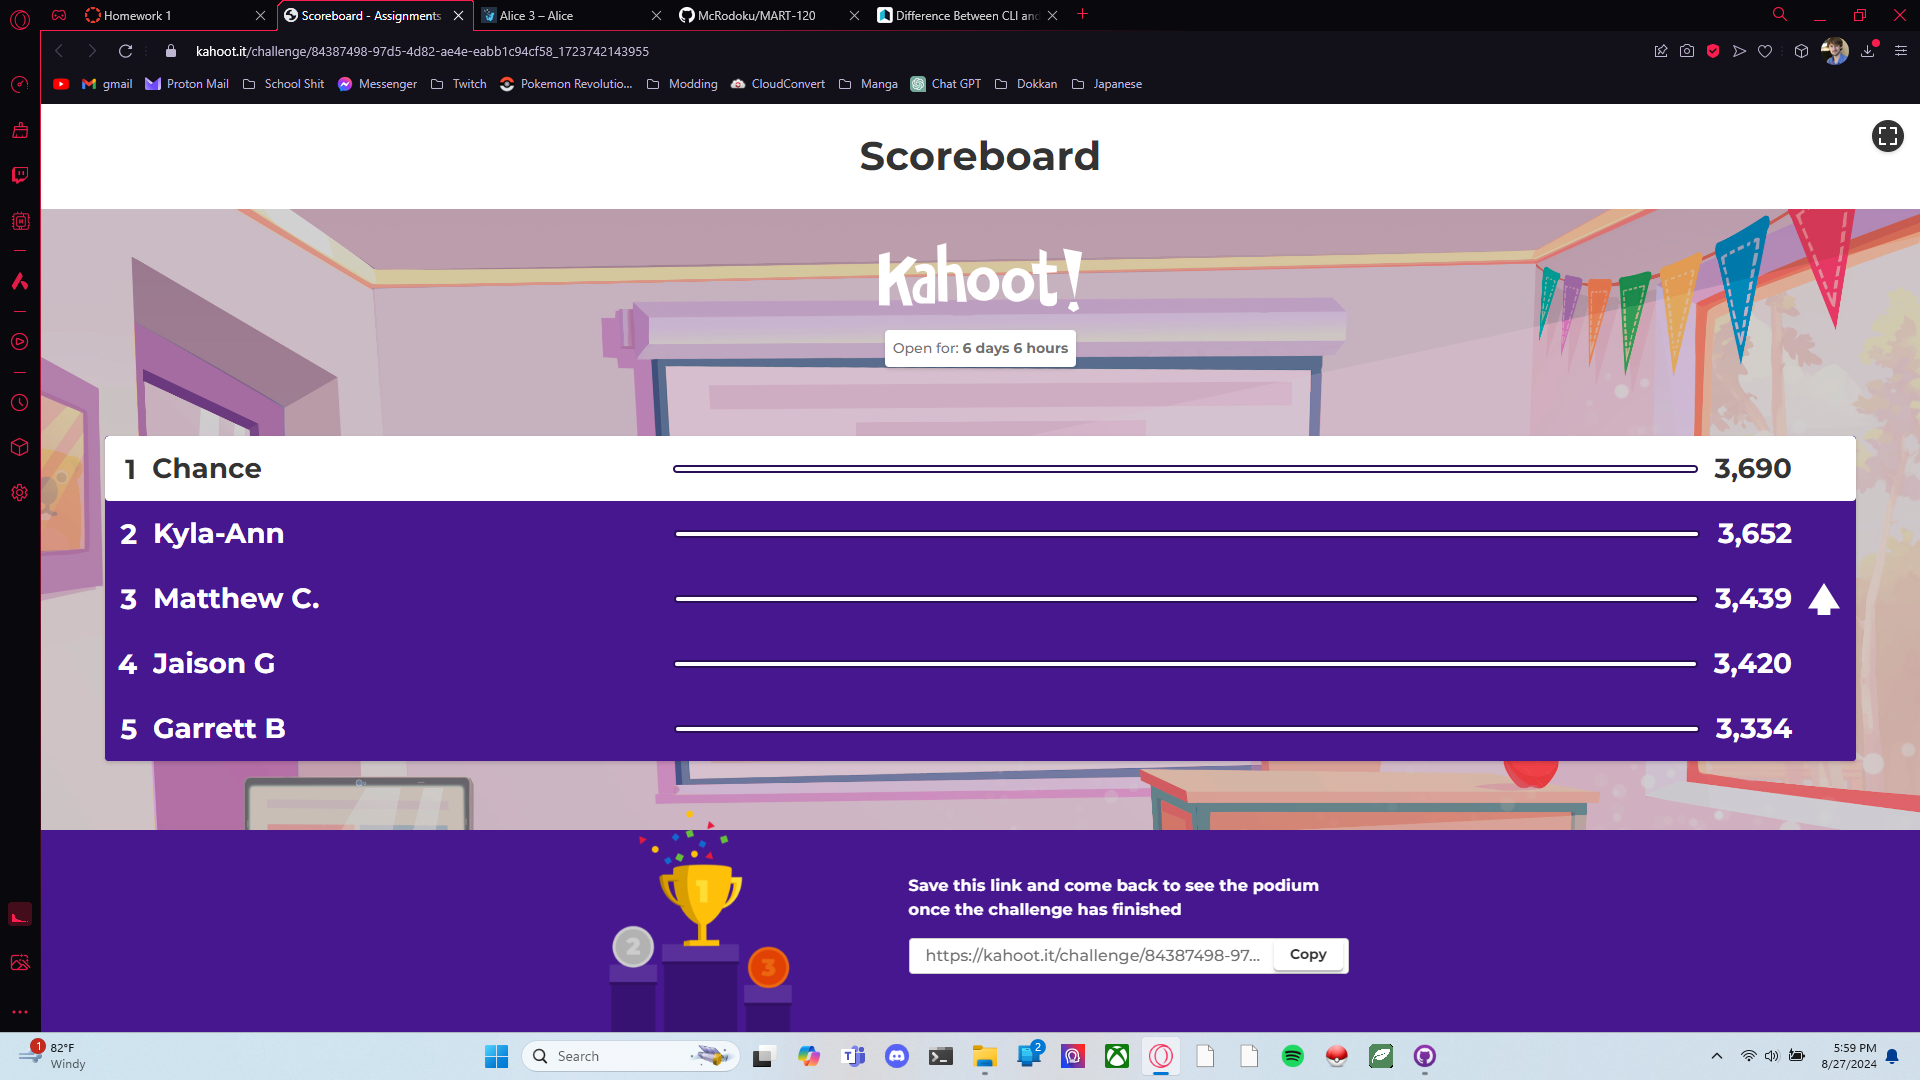 Homework 1
Scoreboard - Assignments
Alice 3 – Alice
McRodoku/MART-120
Difference Between CLI and
kahoot.it/challenge/84387498-97d5-4d82-ae4e-eabb1c94cf58_1723742143955
gmail
Proton Mail
School Shit
Messenger
Twitch
Pokemon Revolutio...
Modding
CloudConvert
Manga
Chat GPT
Dokkan
Japanese
Scoreboard
Kahoot!
Open for: 6 days 6 hours
1 Chance 3,690
2 Kyla-Ann 3,652
3 Matthew C. 3,439
4 Jaison G 3,420
5 Garrett B 3,334
1
2
3
Save this link and come back to see the podium
once the challenge has finished
https://kahoot.it/challenge/84387498-97... Copy
1
82°F
Windy
Search
2
5:59 PM
8/27/2024